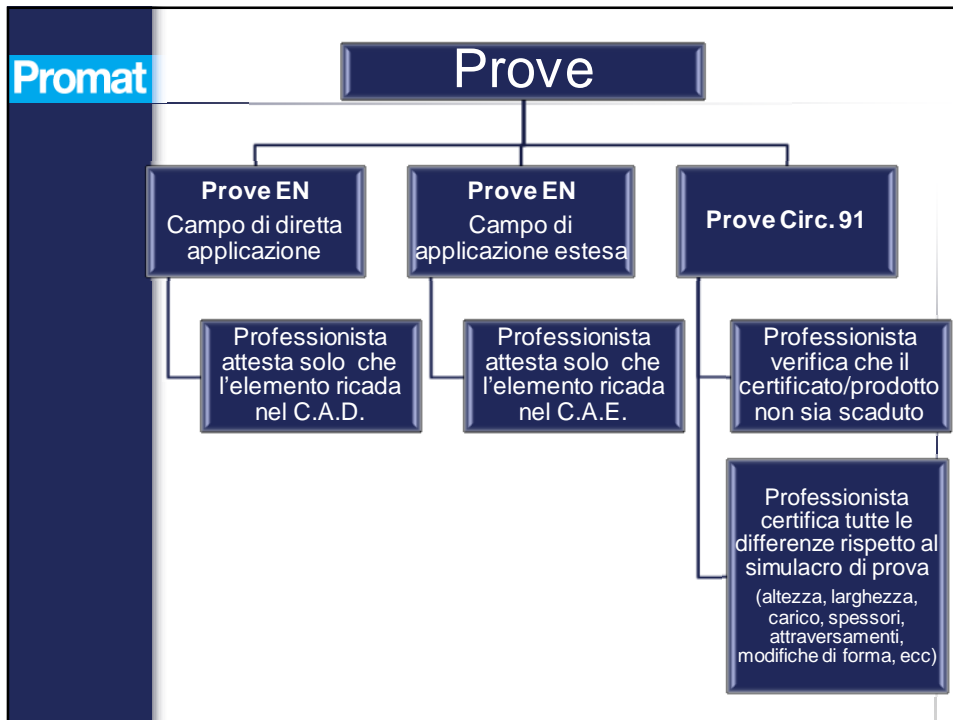 Promat
Prove
Prove EN
Campo di diretta
applicazione
Prove EN
Campo di
applicazione estesa
Prove Circ. 91
Professionista
attesta solo che
l'elemento ricada
nel C.A.D.
Professionista
attesta solo che
l'elemento ricada
nel C.A.E.
Professionista
verifica che il
certificato/prodotto
non sia scaduto
Professionista
certifica tutte le
differenze rispetto al
simulacro di prova
(altezza, larghezza,
carico, spessori,
attraversamenti,
modifiche di forma, ecc)